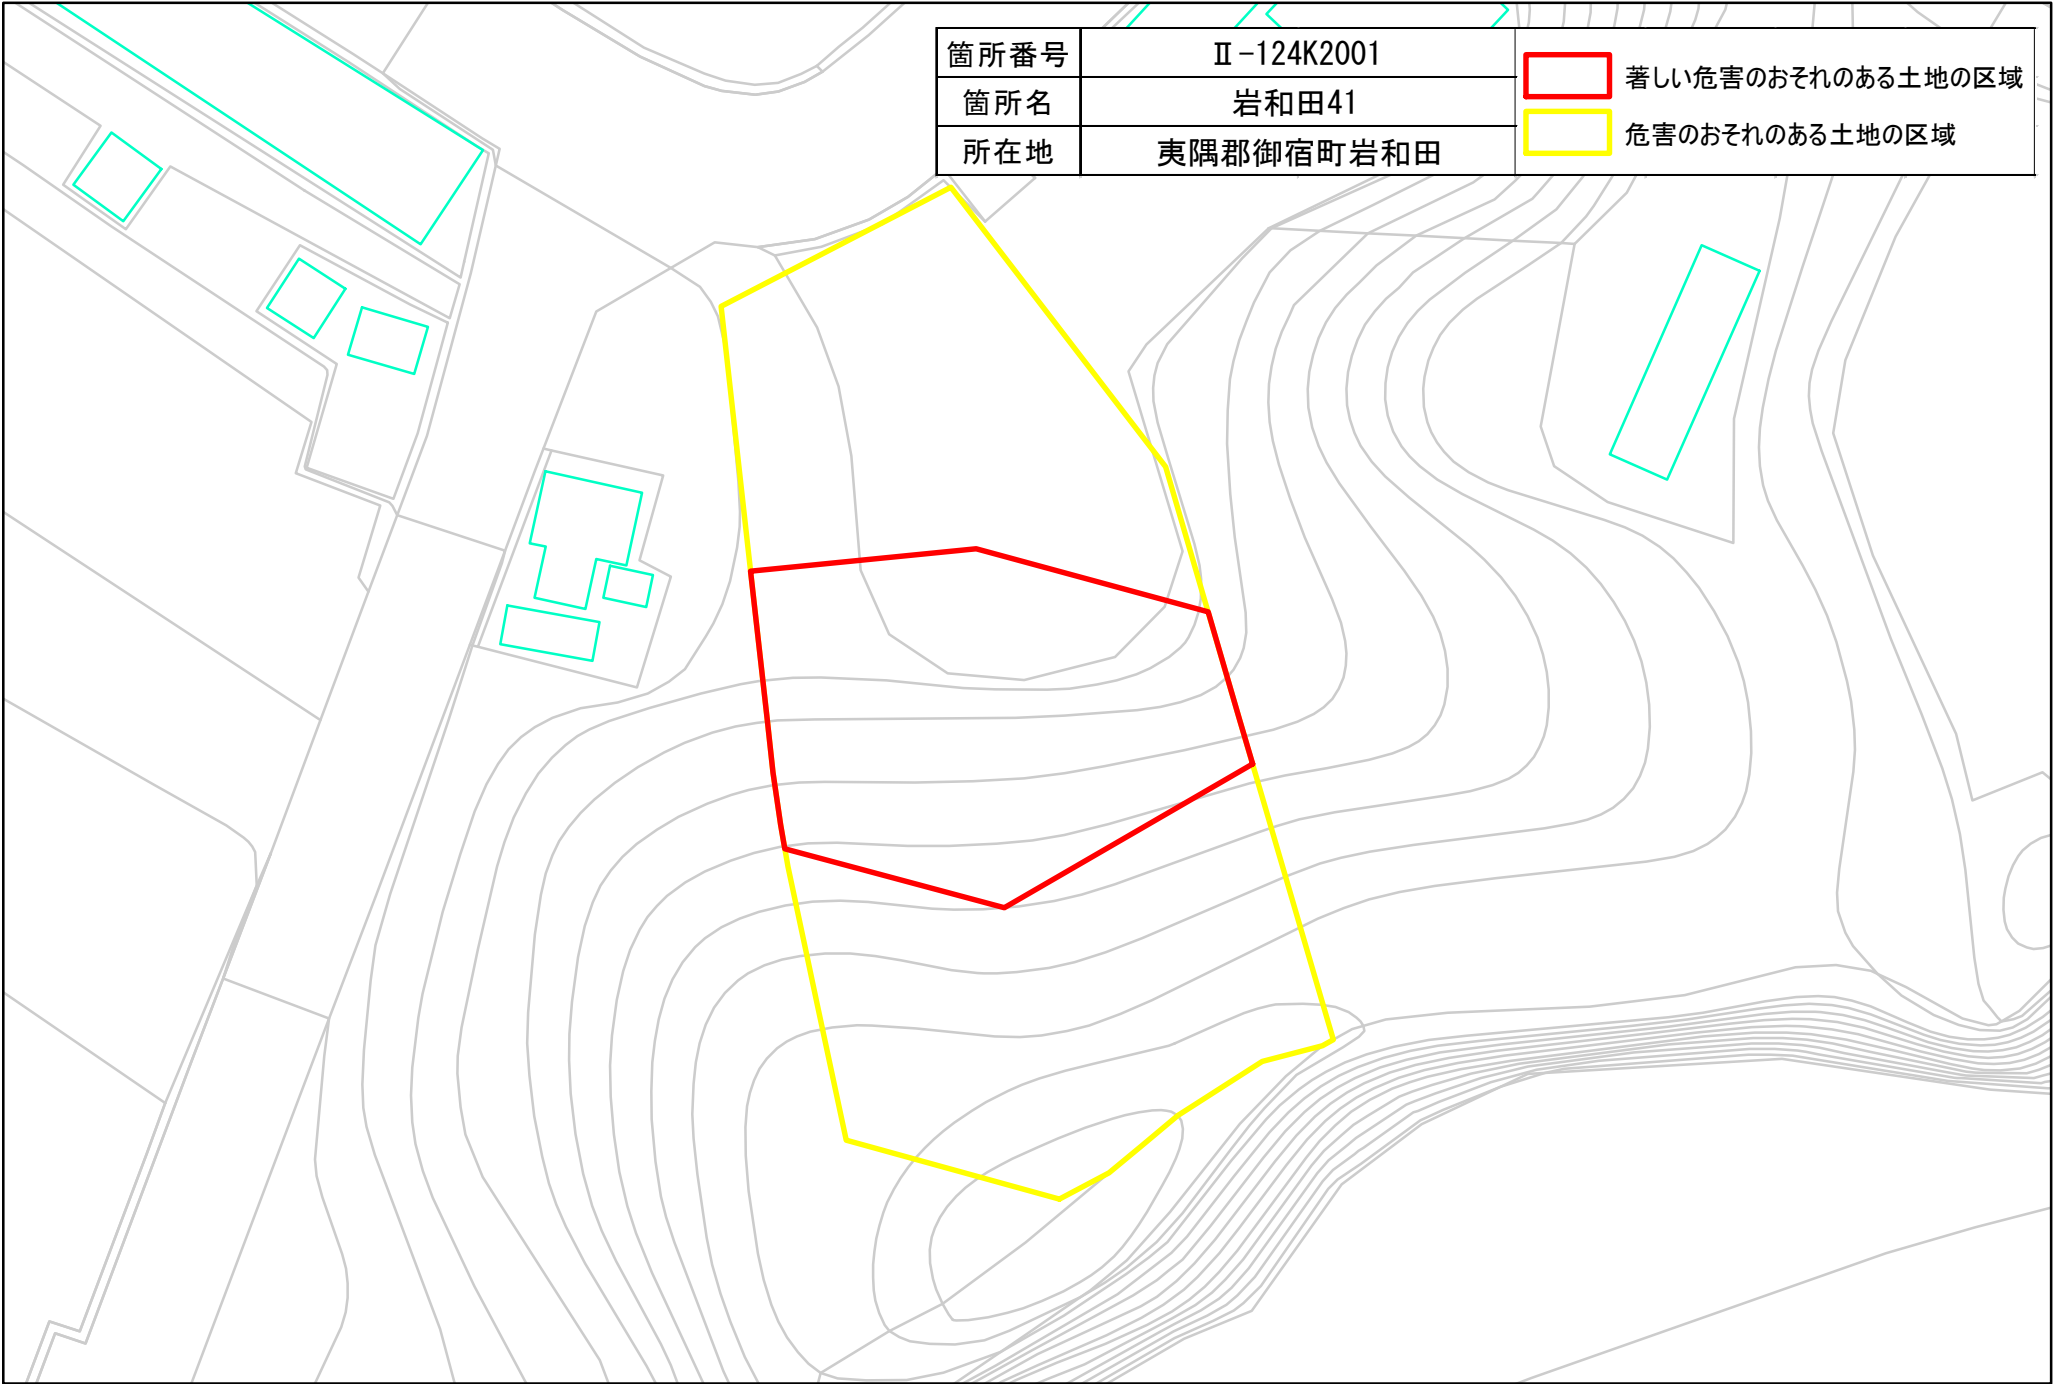 箇所番号 Ⅱ-124K2001
箇所名 岩和田41
所在地 夷隅郡御宿町岩和田
著しい危害のおそれのある土地の区域
危害のおそれのある土地の区域